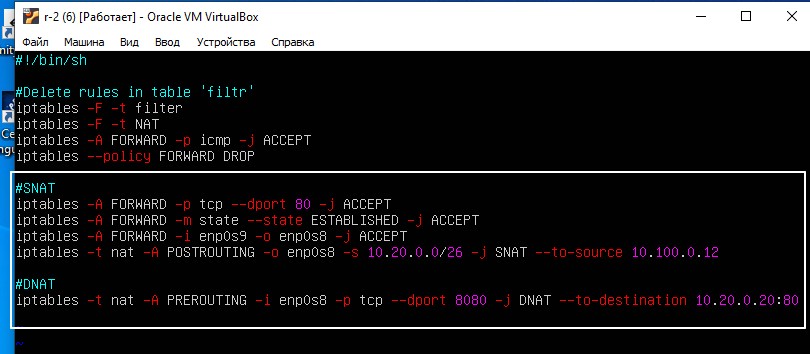 r-2 (6) [Работает] - Oracle VM VirtualBox
Файл Машина Вид Ввод Устройства Справка
#!/bin/sh
#Delete rules in table 'filtr'
iptables -F -t filter
iptables -F -t NAT
iptables -A FORWARD -p icmp -j ACCEPT
iptables --policy FORWARD DROP
#SNAT
iptables -A FORWARD -p tcp --dport 80 -j ACCEPT
iptables -A FORWARD -m state --state ESTABLISHED -j ACCEPT
iptables -A FORWARD -i enp0s9 -o enp0s8 -j ACCEPT
iptables -t nat -A POSTROUTING -o enp0s8 -s 10.20.0.0/26 -j SNAT --to-source 10.100.0.12
#DNAT
iptables -t nat -A PREROUTING -i enp0s8 -p tcp --dport 8080 -j DNAT --to-destination 10.20.0.20:80
~